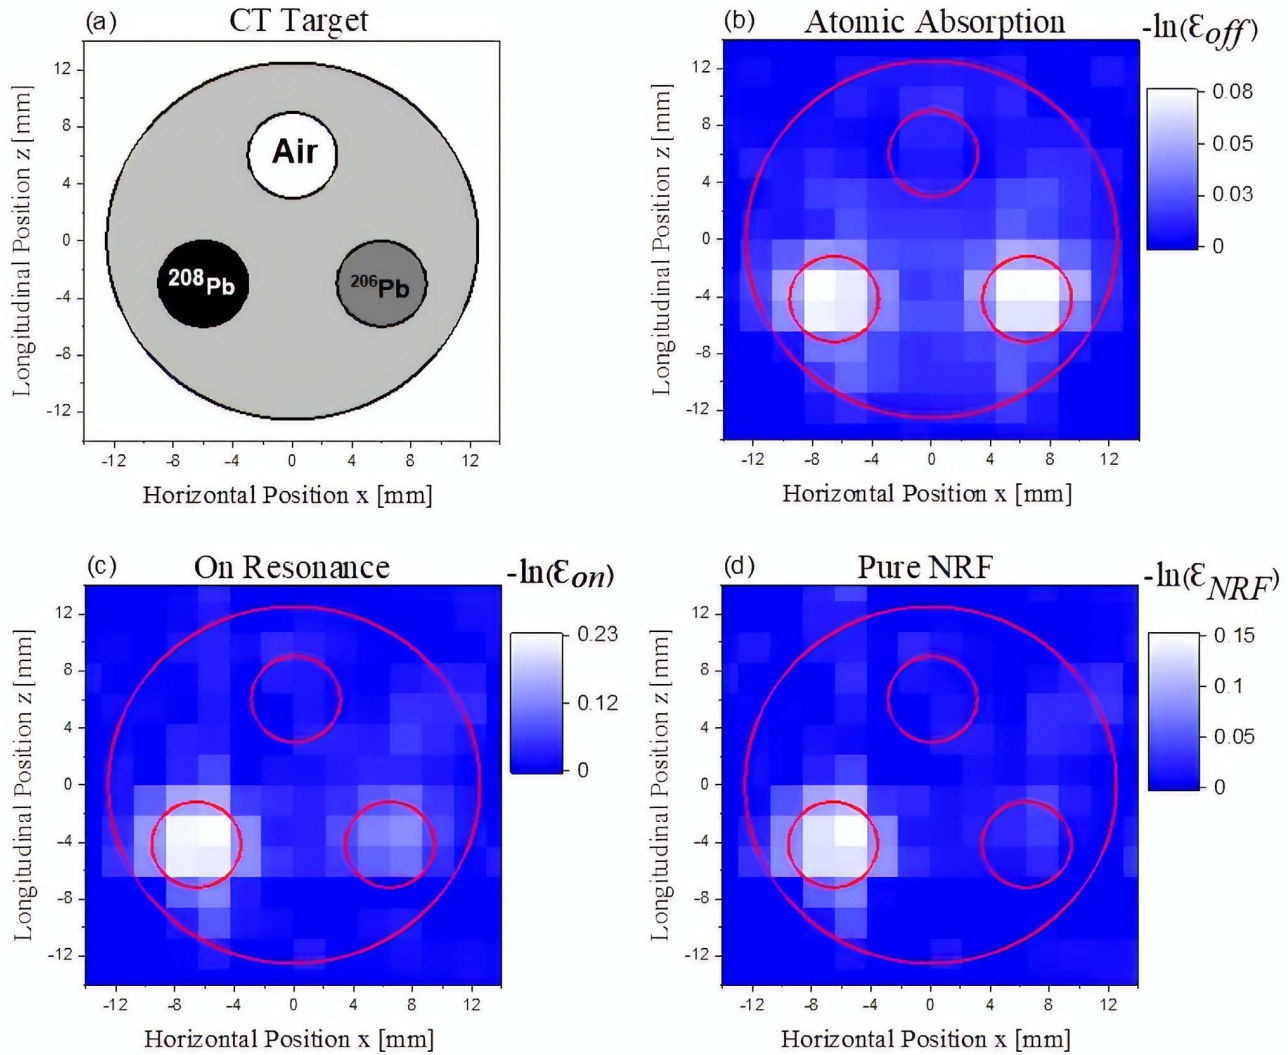 (a) CT Target
Longitudinal Position z [mm]
12
8
4
0
-4
-8
-12
Air
²⁰⁸Pb
²⁰⁶Pb
-12 -8 -4 0 4 8 12
Horizontal Position x [mm]
(b) Atomic Absorption
-ln(εoff)
Longitudinal Position z [mm]
12
8
4
0
-4
-8
-12
0.08
0.05
0.03
0
-12 -8 -4 0 4 8 12
Horizontal Position x [mm]
(c) On Resonance
-ln(εon)
Longitudinal Position z [mm]
12
8
4
0
-4
-8
-12
0.23
0.12
0
-12 -8 -4 0 4 8 12
Horizontal Position x [mm]
(d) Pure NRF
-ln(εNRF)
Longitudinal Position z [mm]
12
8
4
0
-4
-8
-12
0.15
0.1
0.05
0
-12 -8 -4 0 4 8 12
Horizontal Position x [mm]